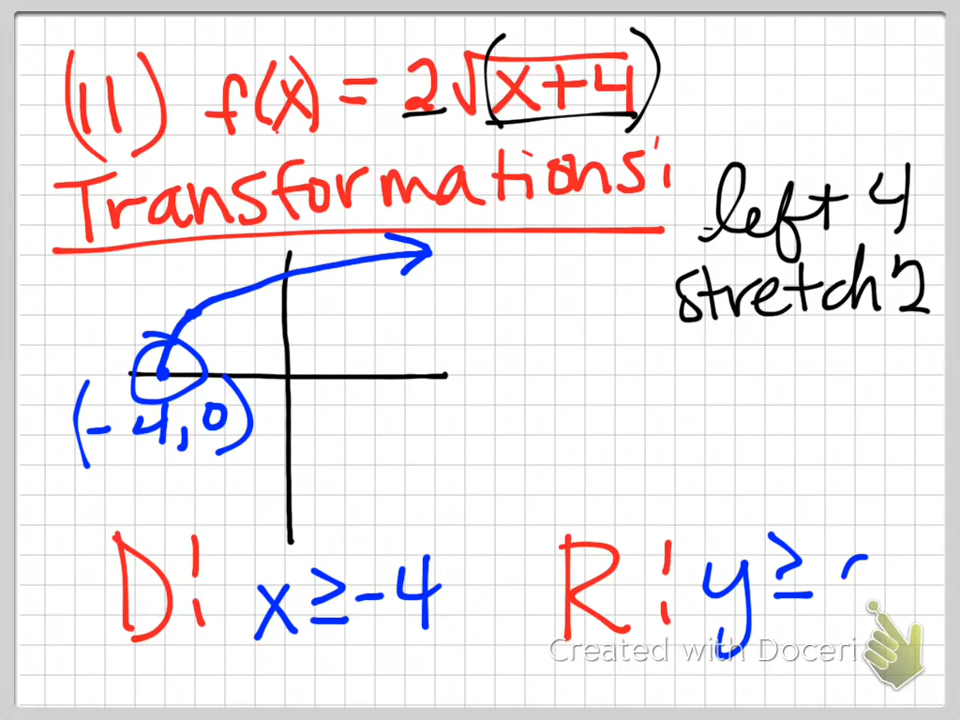 (11) f(x) = 2√(x+4)
Transformations:
left 4
stretch 2
(-4,0)
D: x ≥ -4
R: y ≥
Created with Doceri